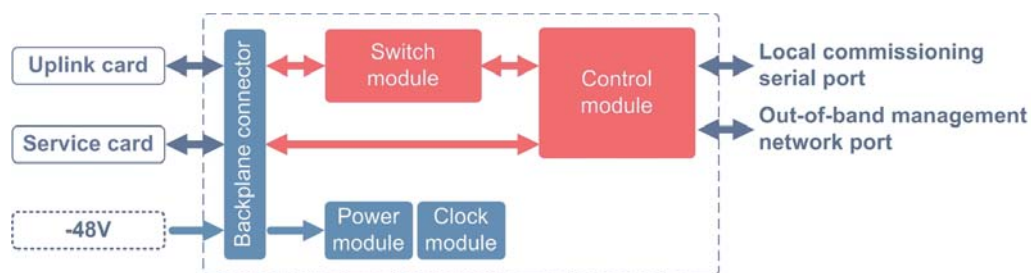 Uplink card
Service card
-48V
Backplane connector
Switch
module
Control
module
Power
module
Clock
module
Local commissioning
serial port
Out-of-band management
network port